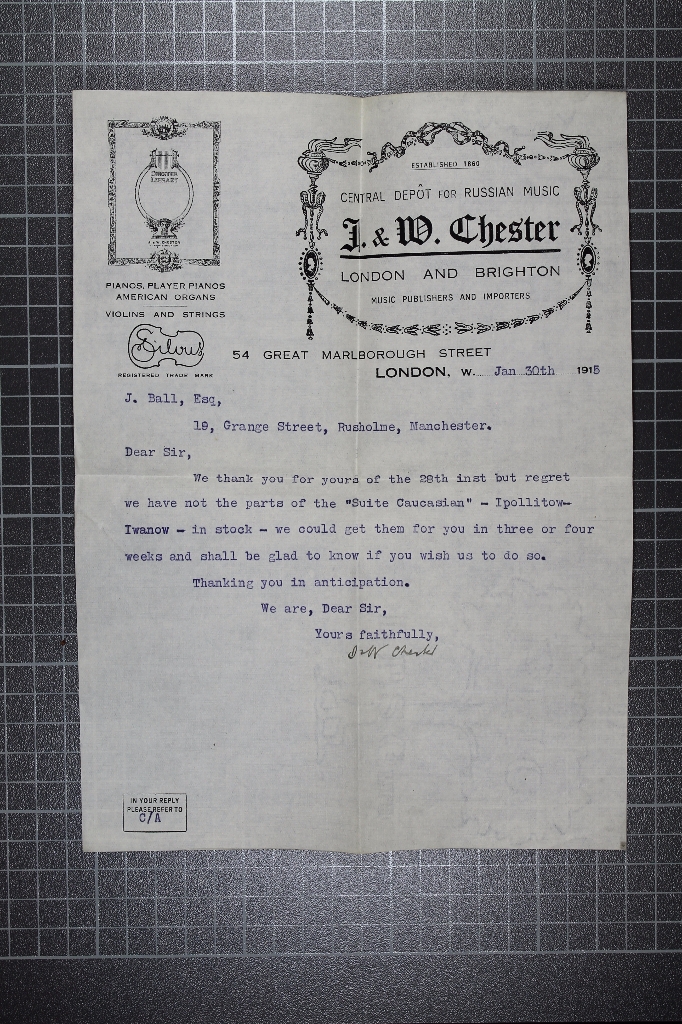 CHESTER
LIBRARY
J. & W. CHESTER
PIANOS, PLAYER PIANOS
AMERICAN ORGANS
VIOLINS AND STRINGS
REGISTERED TRADE MARK
ESTABLISHED 1860
CENTRAL DEPÔT FOR RUSSIAN MUSIC
J. & W. Chester
LONDON AND BRIGHTON
MUSIC PUBLISHERS AND IMPORTERS
54 GREAT MARLBOROUGH STREET
LONDON, W. Jan 30th 1915
J. Ball, Esq,
19, Grange Street, Rusholme, Manchester.
Dear Sir,
We thank you for yours of the 28th inst but regret
we have not the parts of the "Suite Caucasian" - Ipollitow-
Iwanow - in stock - we could get them for you in three or four
weeks and shall be glad to know if you wish us to do so.
Thanking you in anticipation.
We are, Dear Sir,
Yours faithfully,
J & W Chester
IN YOUR REPLY
PLEASE REFER TO
C/A